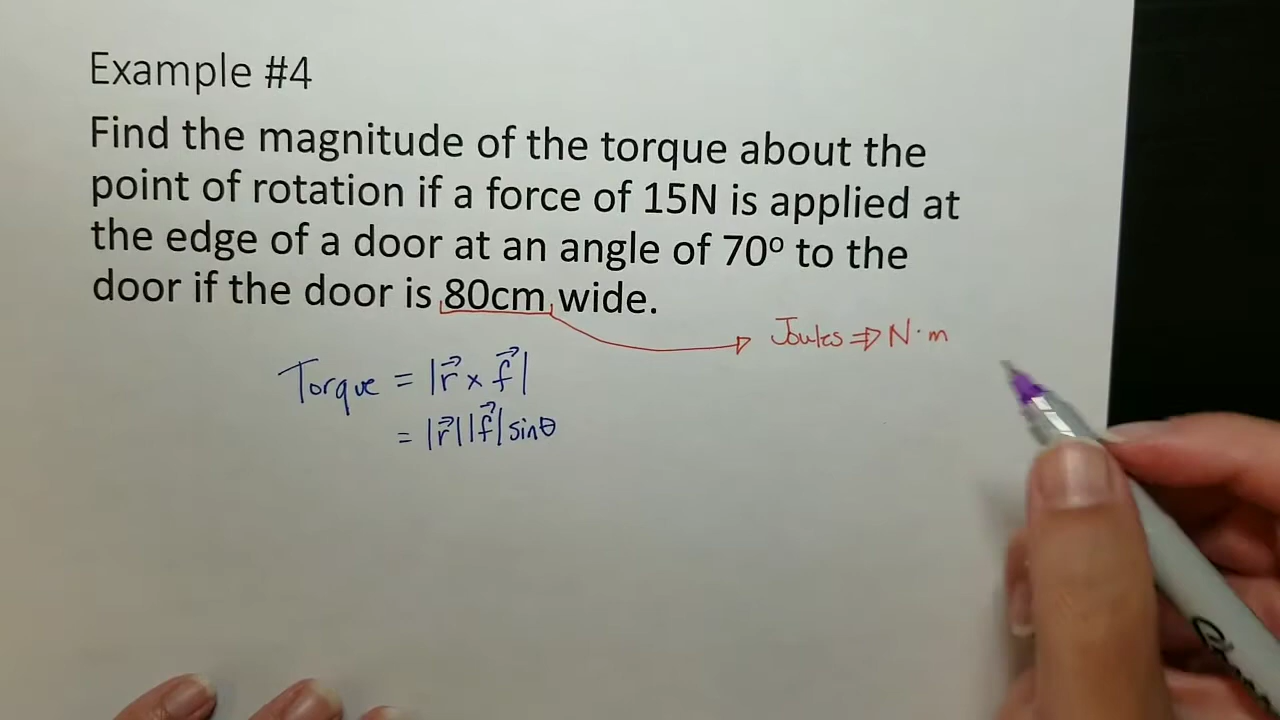 Example #4
Find the magnitude of the torque about the
point of rotation if a force of 15N is applied at
the edge of a door at an angle of 70º to the
door if the door is 80cm wide.
Joules ⇒ N·m
Torque = |r⃗ × f⃗|
= |r⃗||f⃗| sinθ